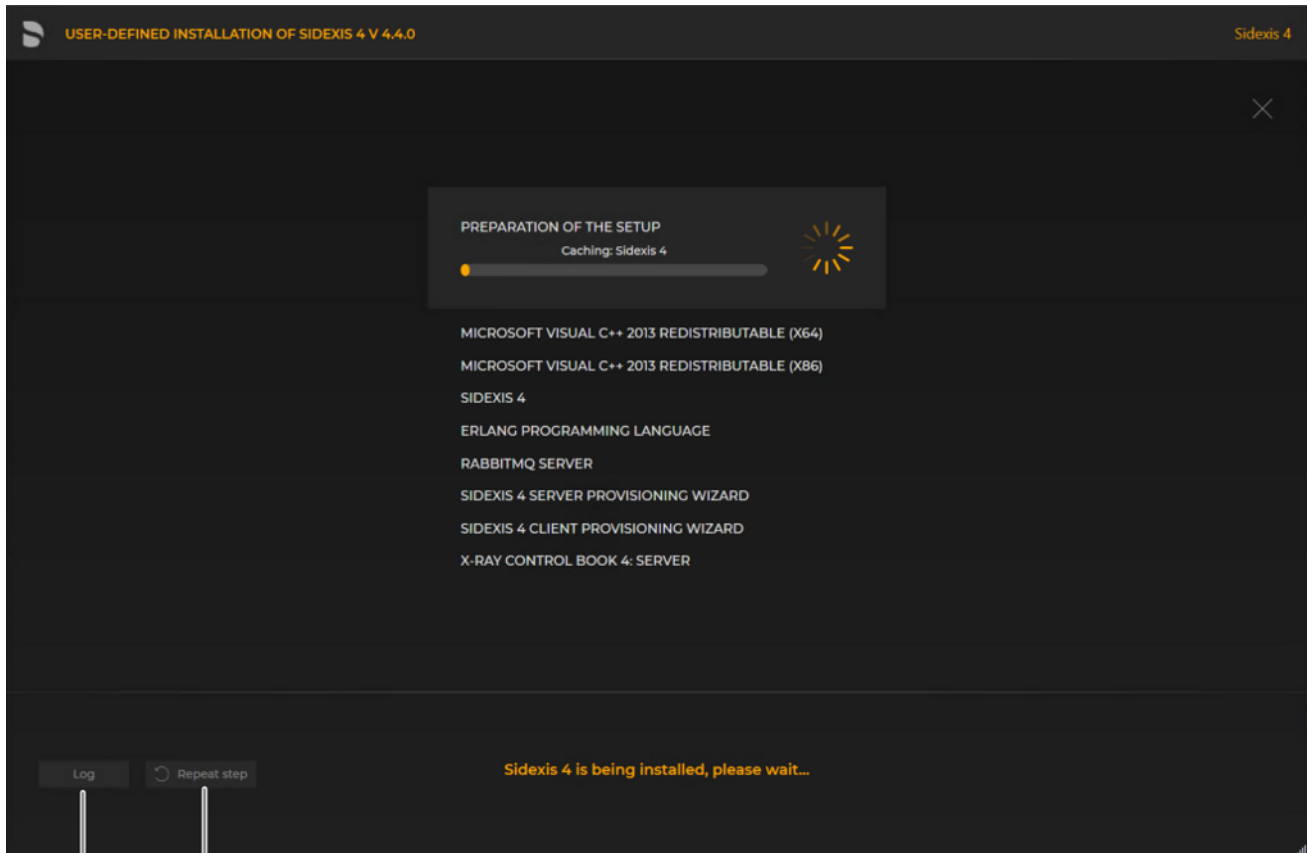 USER-DEFINED INSTALLATION OF SIDEXIS 4 V 4.4.0
Sidexis 4
PREPARATION OF THE SETUP
Caching: Sidexis 4
MICROSOFT VISUAL C++ 2013 REDISTRIBUTABLE (X64)
MICROSOFT VISUAL C++ 2013 REDISTRIBUTABLE (X86)
SIDEXIS 4
ERLANG PROGRAMMING LANGUAGE
RABBITMQ SERVER
SIDEXIS 4 SERVER PROVISIONING WIZARD
SIDEXIS 4 CLIENT PROVISIONING WIZARD
X-RAY CONTROL BOOK 4: SERVER
Log
Repeat step
Sidexis 4 is being installed, please wait...